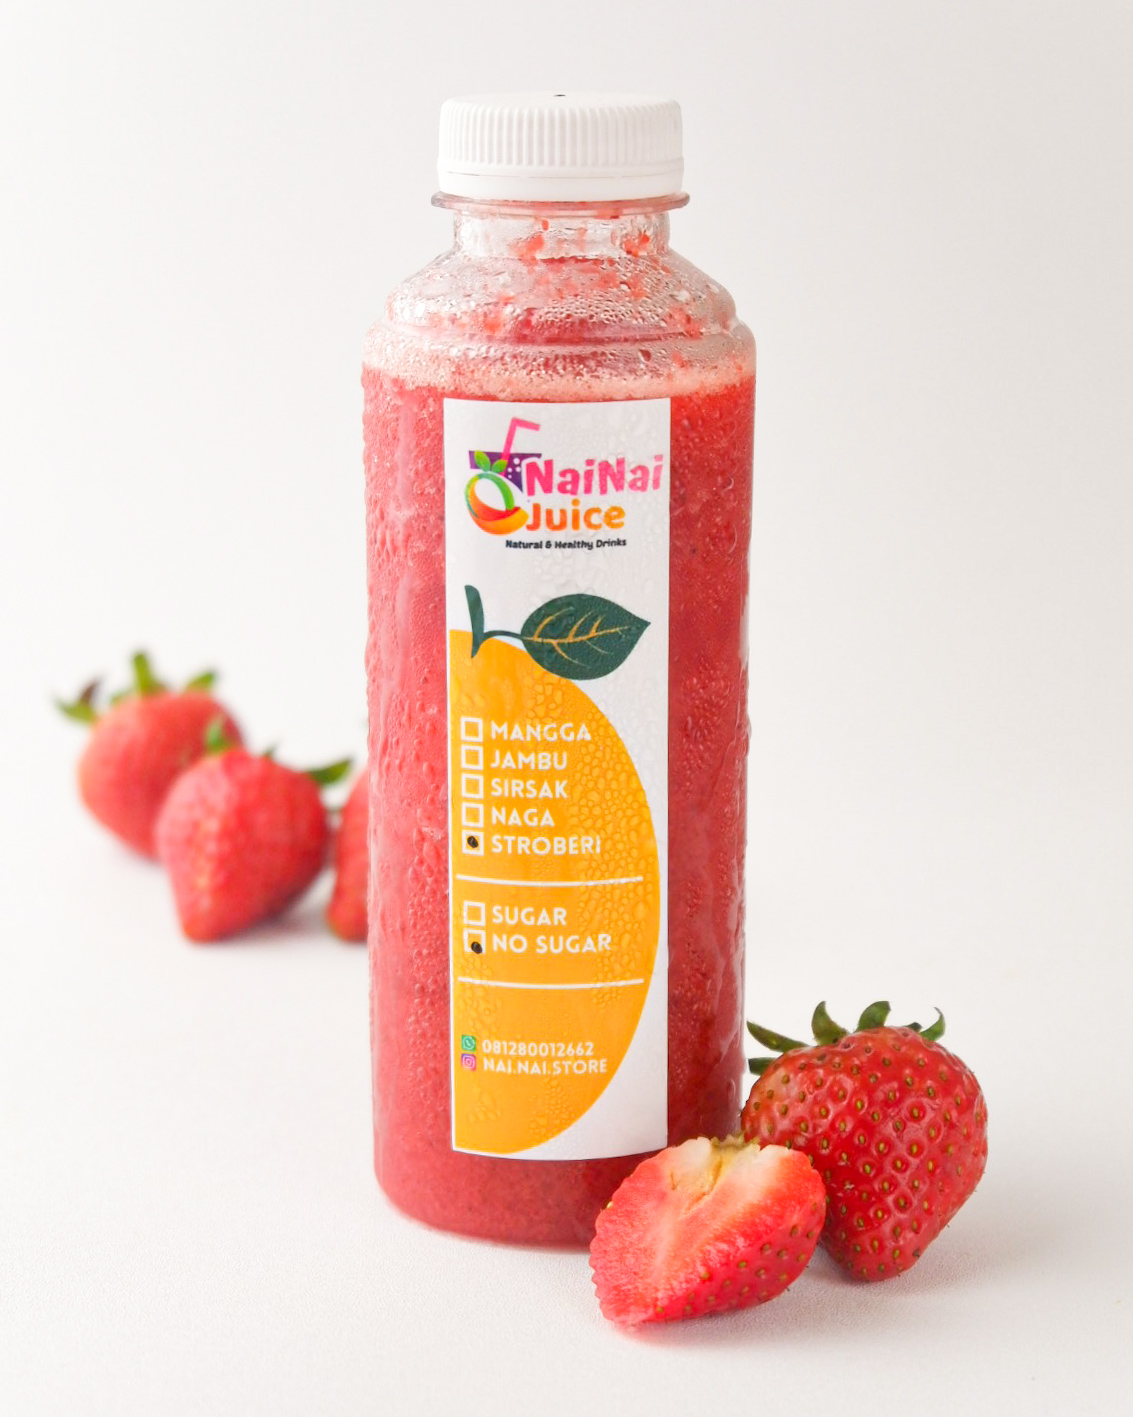 NaiNai
Juice
Natural & Healthy Drinks
MANGGA
JAMBU
SIRSAK
NAGA
STROBERI
SUGAR
NO SUGAR
081280012662
NAI.NAI.STORE